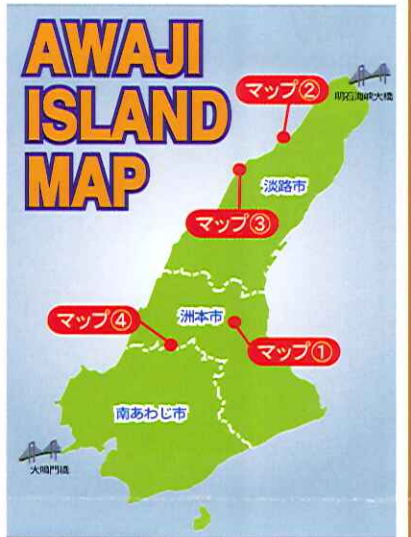 AWAJI
ISLAND
MAP
マップ②
明石海峡大橋
淡路市
マップ③
洲本市
マップ④
マップ①
南あわじ市
大鳴門橋